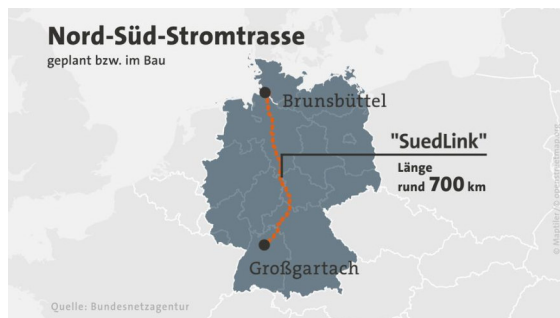 Nord-Süd-Stromtrasse
geplant bzw. im Bau
Brunsbüttel
"SuedLink"
Länge
rund 700 km
Großgartach
Quelle: Bundesnetzagentur